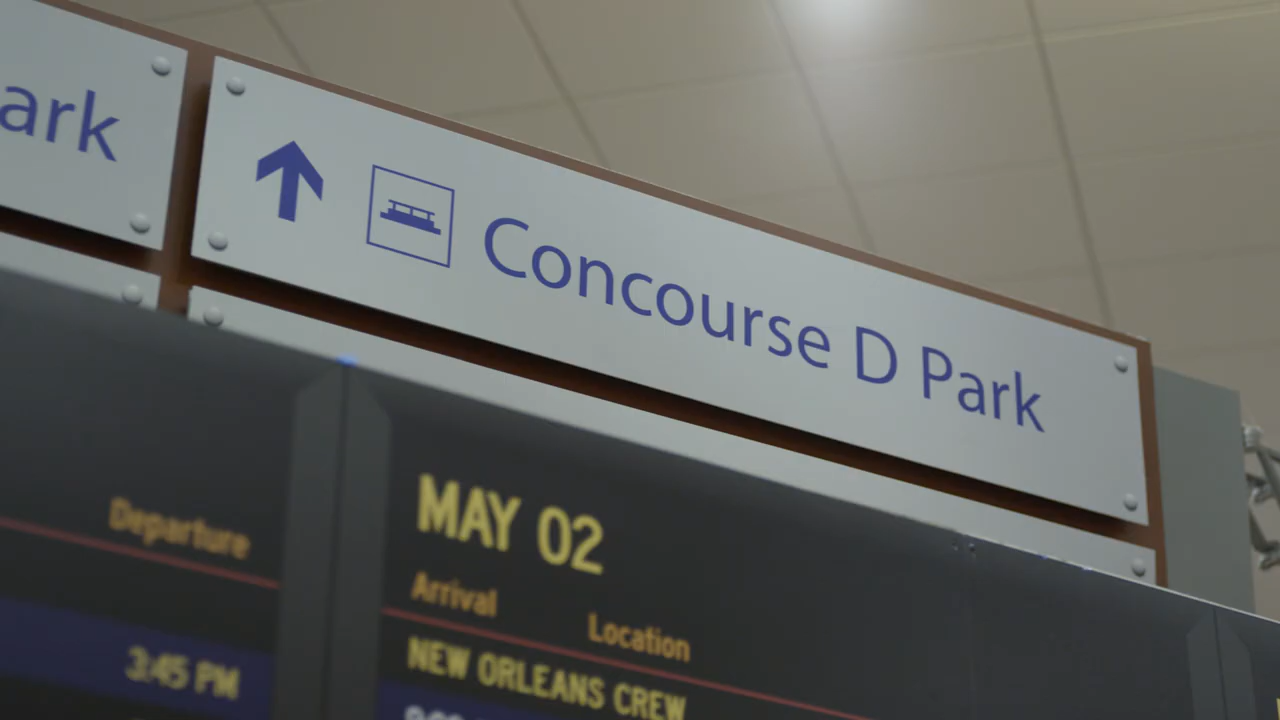 ark
Concourse D Park
Departure
3:45 PM
MAY 02
Arrival Location
NEW ORLEANS CREW